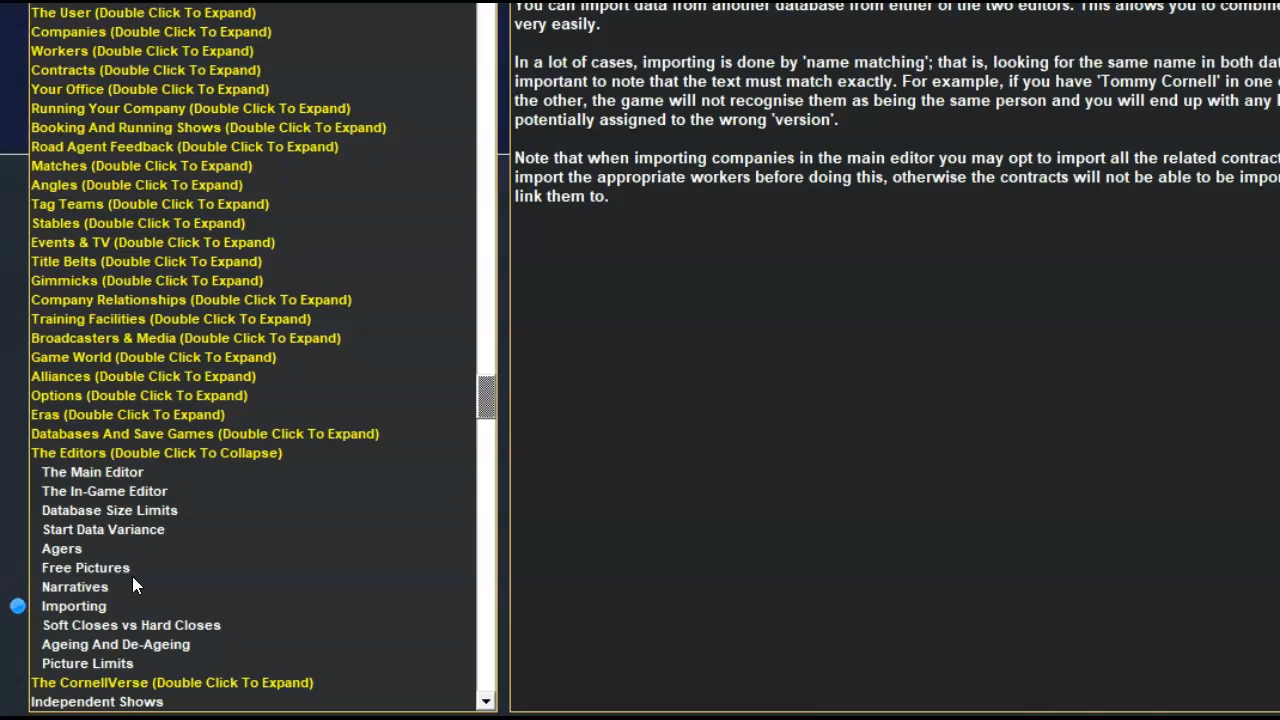 The User (Double Click To Expand)
Companies (Double Click To Expand)
Workers (Double Click To Expand)
Contracts (Double Click To Expand)
Your Office (Double Click To Expand)
Running Your Company (Double Click To Expand)
Booking And Running Shows (Double Click To Expand)
Road Agent Feedback (Double Click To Expand)
Matches (Double Click To Expand)
Angles (Double Click To Expand)
Tag Teams (Double Click To Expand)
Stables (Double Click To Expand)
Events & TV (Double Click To Expand)
Title Belts (Double Click To Expand)
Gimmicks (Double Click To Expand)
Company Relationships (Double Click To Expand)
Training Facilities (Double Click To Expand)
Broadcasters & Media (Double Click To Expand)
Game World (Double Click To Expand)
Alliances (Double Click To Expand)
Options (Double Click To Expand)
Eras (Double Click To Expand)
Databases And Save Games (Double Click To Expand)
The Editors (Double Click To Collapse)
The Main Editor
The In-Game Editor
Database Size Limits
Start Data Variance
Agers
Free Pictures
Narratives
Importing
Soft Closes vs Hard Closes
Ageing And De-Ageing
Picture Limits
The CornellVerse (Double Click To Expand)
Independent Shows
You can import data from another database from either of the two editors. This allows you to combine
very easily.
In a lot of cases, importing is done by 'name matching'; that is, looking for the same name in both
important to note that the text must match exactly. For example, if you have 'Tommy Cornell' in one
the other, the game will not recognise them as being the same person and you will end up with any
potentially assigned to the wrong 'version'.
Note that when importing companies in the main editor you may opt to import all the related
import the appropriate workers before doing this, otherwise the contracts will not be able to be
link them to.